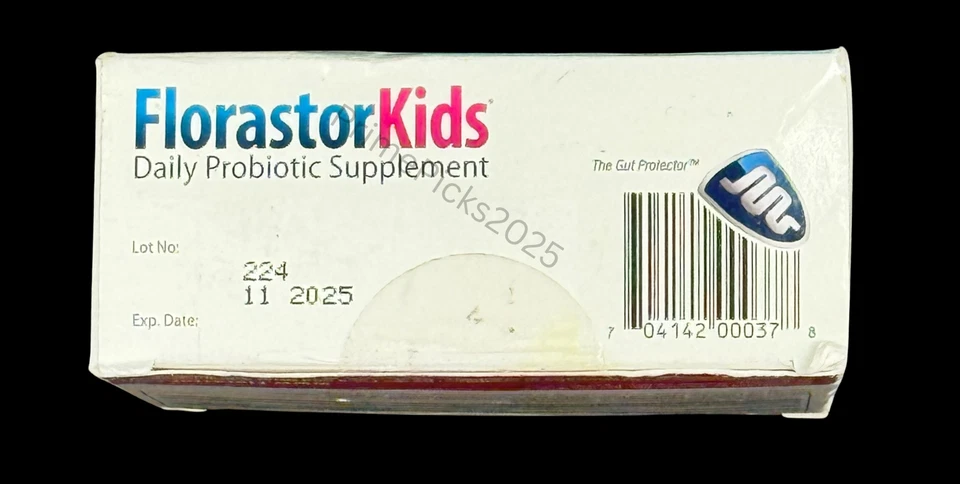 FlorastorKids
Daily Probiotic Supplement
The Gut Protector™
Lot No:
224
11 2025
Exp. Date:
7 04142 00037 8